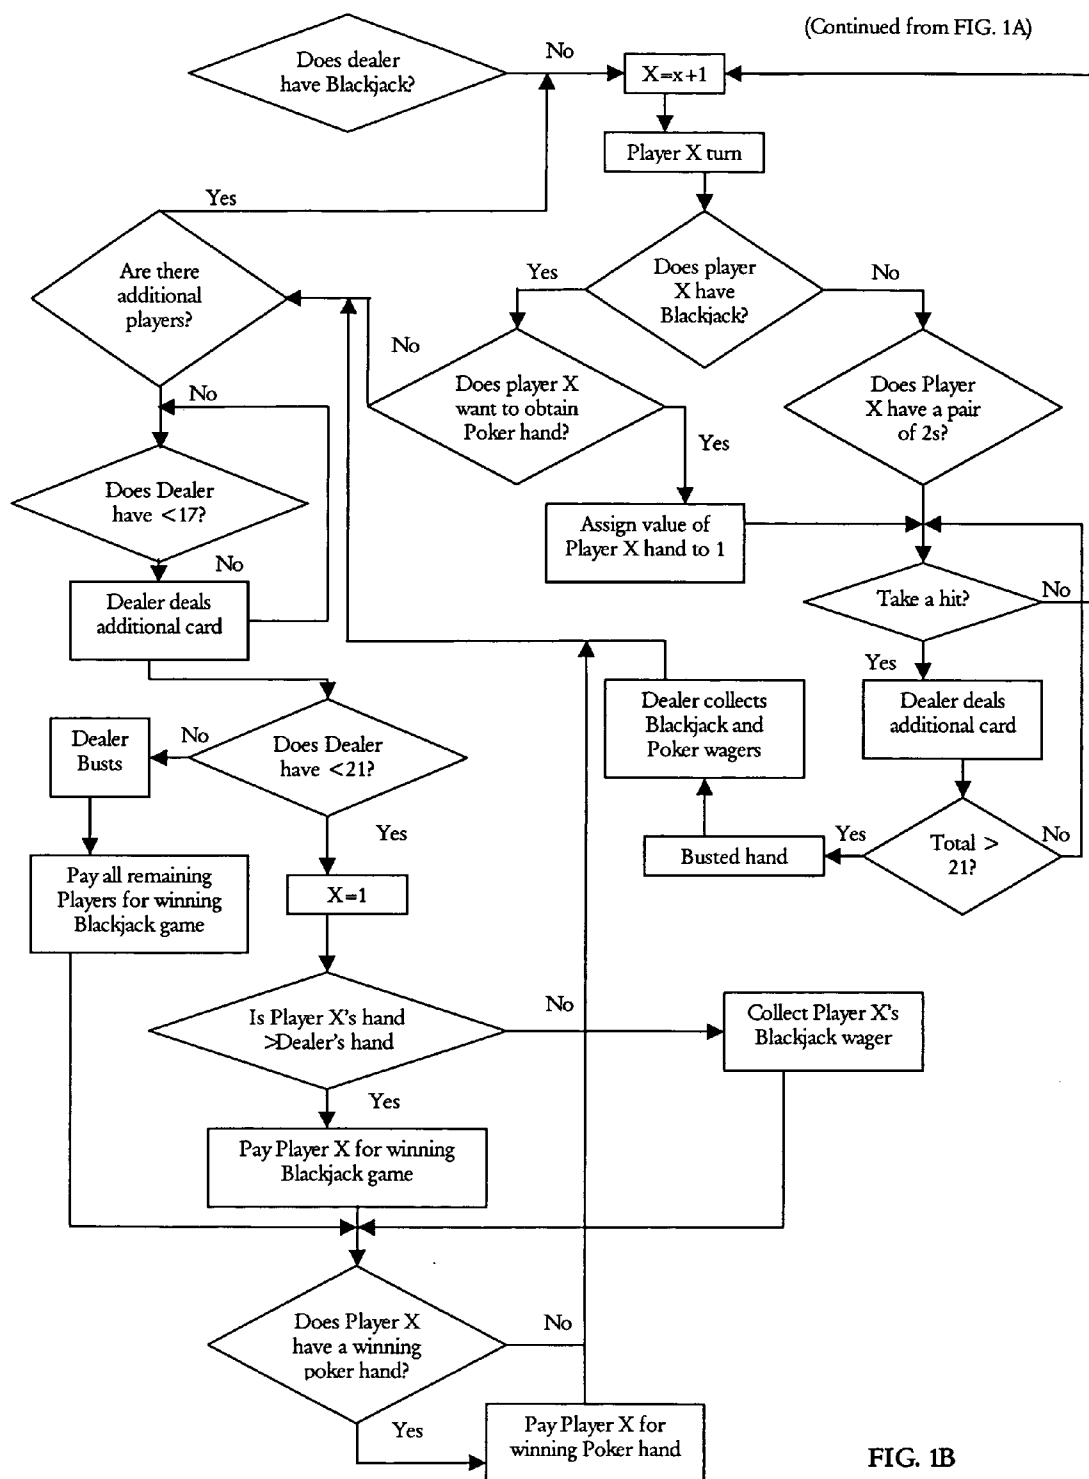 (Continued from FIG. 1A)
Does dealer
have Blackjack?
No
X=x+1
Player X turn
Yes
Are there
additional
players?
Yes
Does player
X have
Blackjack?
No
No
Does player X
want to obtain
Poker hand?
Does Player
X have a pair
of 2s?
No
Yes
Does Dealer
have <17?
Assign value of
Player X hand to 1
No
Dealer deals
additional card
Take a hit?
No
Yes
Dealer collects
Blackjack and
Poker wagers
Dealer deals
additional card
Dealer
Busts
No
Does Dealer
have <21?
Yes
Yes
Busted hand
Total >
21?
No
Pay all remaining
Players for winning
Blackjack game
X=1
Is Player X's hand
>Dealer's hand
No
Collect Player X's
Blackjack wager
Yes
Pay Player X for winning
Blackjack game
Does Player X
have a winning
poker hand?
No
Yes
Pay Player X for
winning Poker hand
FIG. 1B